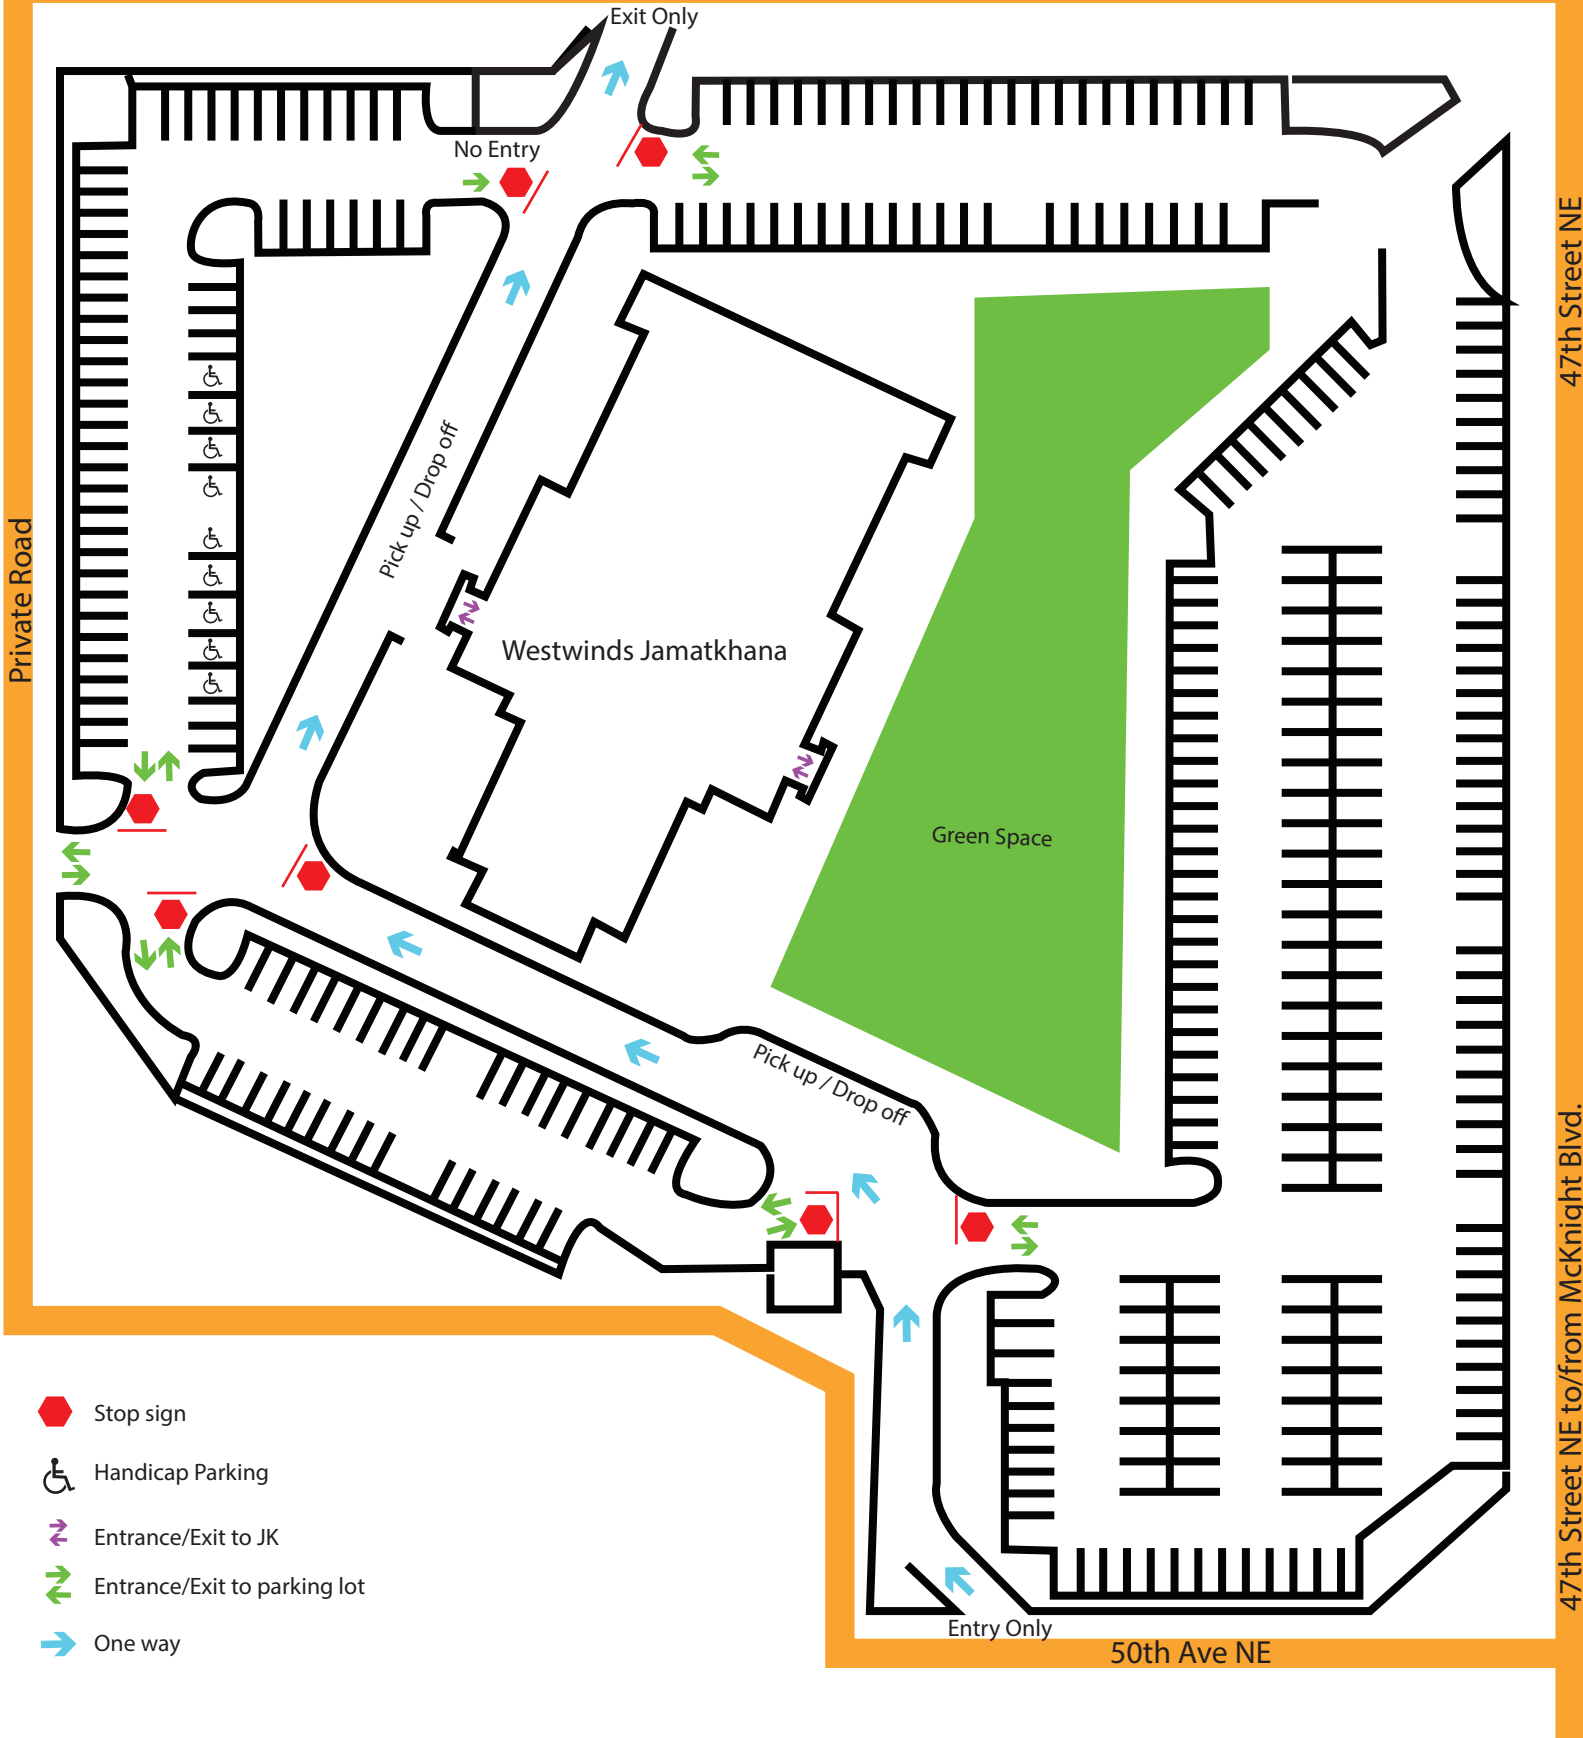 Exit Only
No Entry
47th Street NE
Pick up / Drop off
Private Road
Westwinds Jamatkhana
Green Space
Pick up / Drop off
47th Street NE to/from McKnight Blvd.
Stop sign
Handicap Parking
Entrance/Exit to JK
Entrance/Exit to parking lot
One way
Entry Only
50th Ave NE